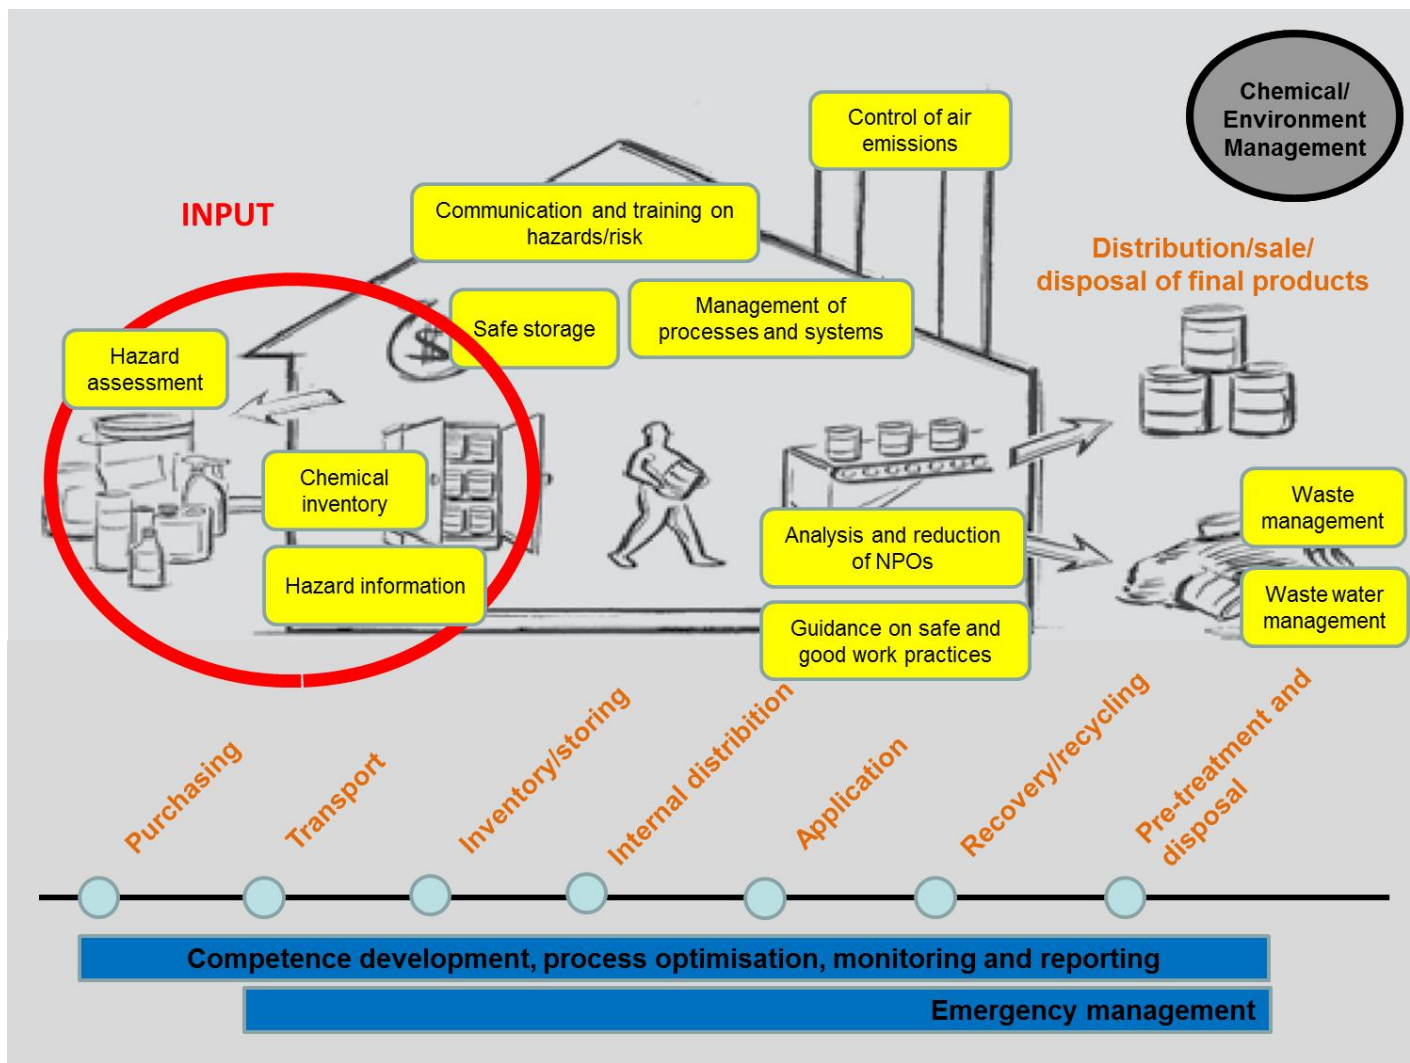 Chemical/
Environment
Management
Control of air
emissions
INPUT
Communication and training on
hazards/risk
Distribution/sale/
disposal of final products
Safe storage
Management of
processes and systems
Hazard
assessment
$
Chemical
inventory
Waste
management
Analysis and reduction
of NPOs
Hazard information
Waste water
management
Guidance on safe and
good work practices
Purchasing
Transport
Inventory/storing
Internal distribition
Application
Recovery/recycling
Pre-treatment and
disposal
Competence development, process optimisation, monitoring and reporting
Emergency management